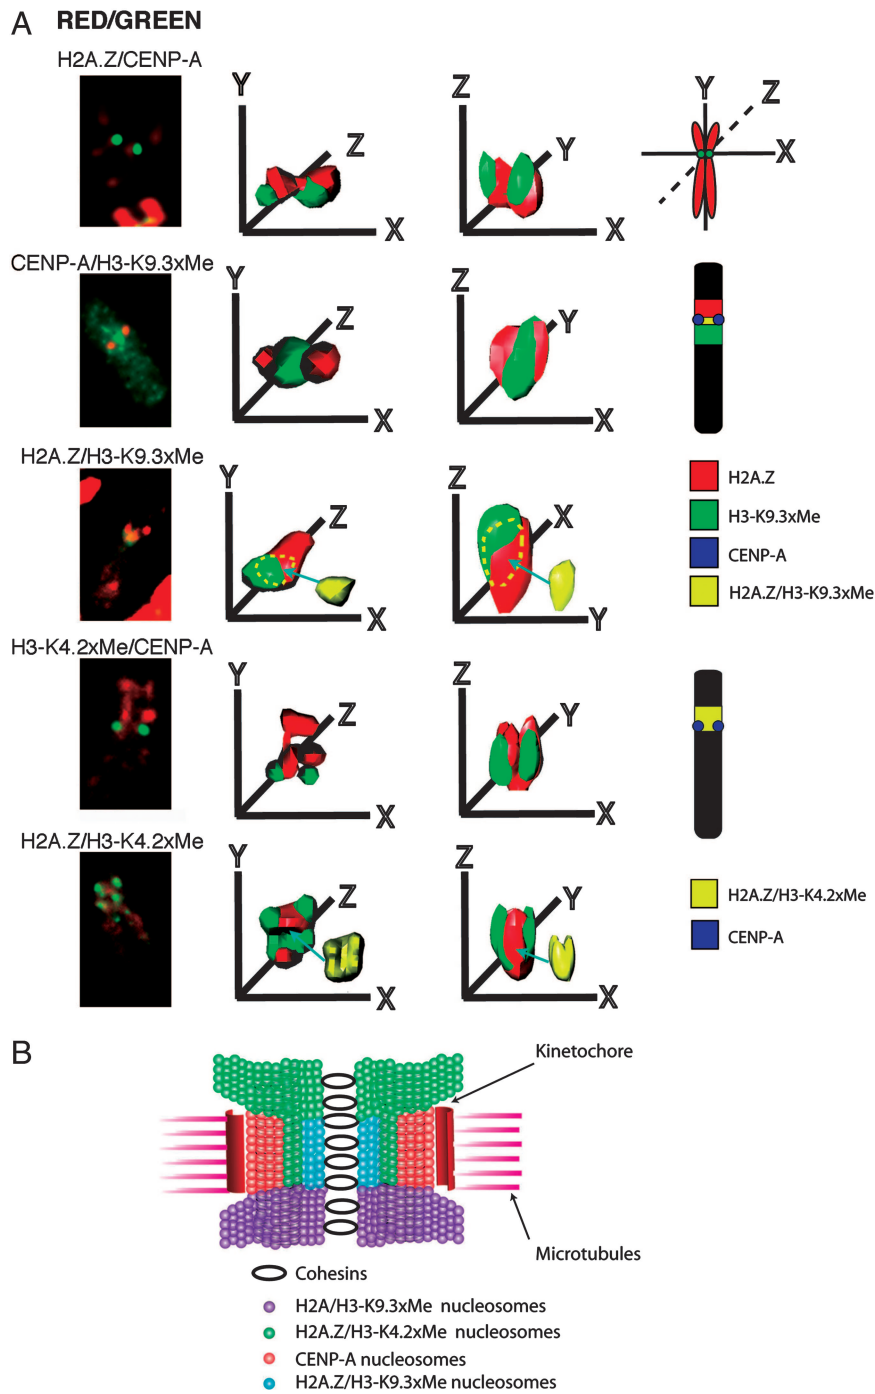 A RED/GREEN
H2A.Z/CENP-A
Y
Z
X
Z
Y
X
Y
Z
X
CENP-A/H3-K9.3xMe
Y
Z
X
Z
Y
X
H2A.Z/H3-K9.3xMe
Y
Z
X
Z
X
Y
H2A.Z
H3-K9.3xMe
CENP-A
H2A.Z/H3-K9.3xMe
H3-K4.2xMe/CENP-A
Y
Z
X
Z
Y
X
H2A.Z/H3-K4.2xMe
Y
Z
X
Z
Y
X
H2A.Z/H3-K4.2xMe
CENP-A
B
Kinetochore
Microtubules
Cohesins
H2A/H3-K9.3xMe nucleosomes
H2A.Z/H3-K4.2xMe nucleosomes
CENP-A nucleosomes
H2A.Z/H3-K9.3xMe nucleosomes